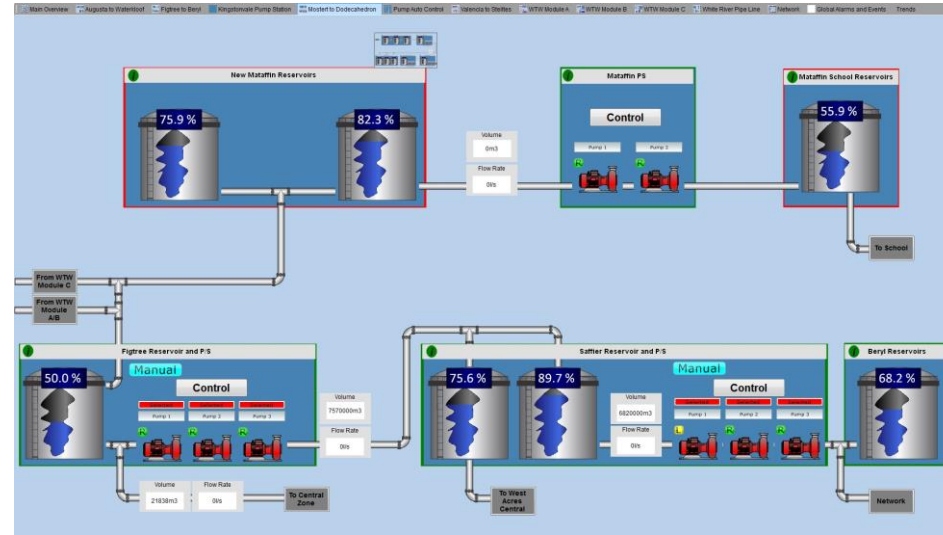 Main Overview Augusta to Waterkloof Figtree to Beryl Kingstonvale Pump Station Mostert to Dodecahedron Pump Auto Control Valencia to Steiltes WTW Module A WTW Module B WTW Module C White River Pipe Line Network Global Alarms and Events Trends
New Mataffin Reservoirs
75.9 %
82.3 %
Volume
0m3
Flow Rate
0l/s
Mataffin PS
Control
Pump 1 Pump 2
R R
Mataffin School Reservoirs
55.9 %
To School
From WTW
Module C
From WTW
Module
A/B
Figtree Reservoir and P/S
50.0 %
Manual
Control
Pump 1 Pump 2 Pump 3
R R R
Volume
7570000m3
Flow Rate
0l/s
Volume Flow Rate
21838m3 0l/s
To Central
Zone
Saffier Reservoir and P/S
75.6 %
89.7 %
Volume
6820000m3
Flow Rate
0l/s
Manual
Control
Pump 1 Pump 2 Pump 3
L R R
To West
Acres
Central
Beryl Reservoirs
68.2 %
Network